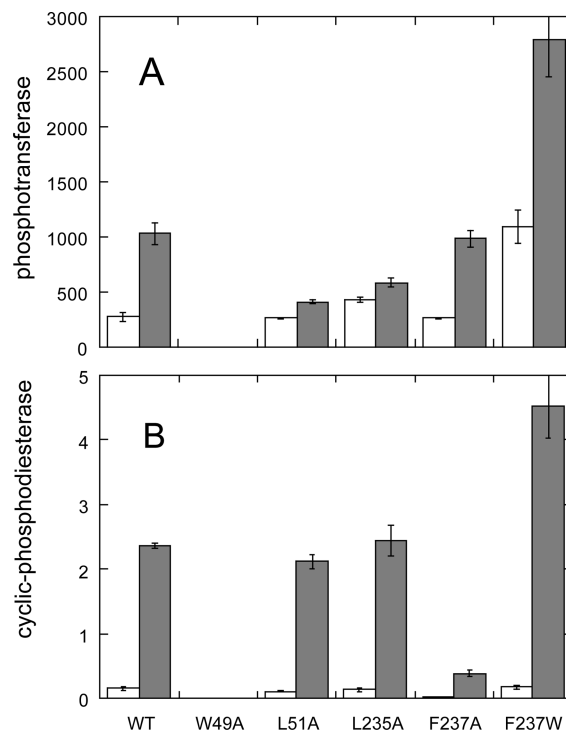 3000
A
2500
2000
1500
1000
500
0
phosphotransferase
5
B
4
3
2
1
0
cyclic-phosphodiesterase
WT W49A L51A L235A F237A F237W